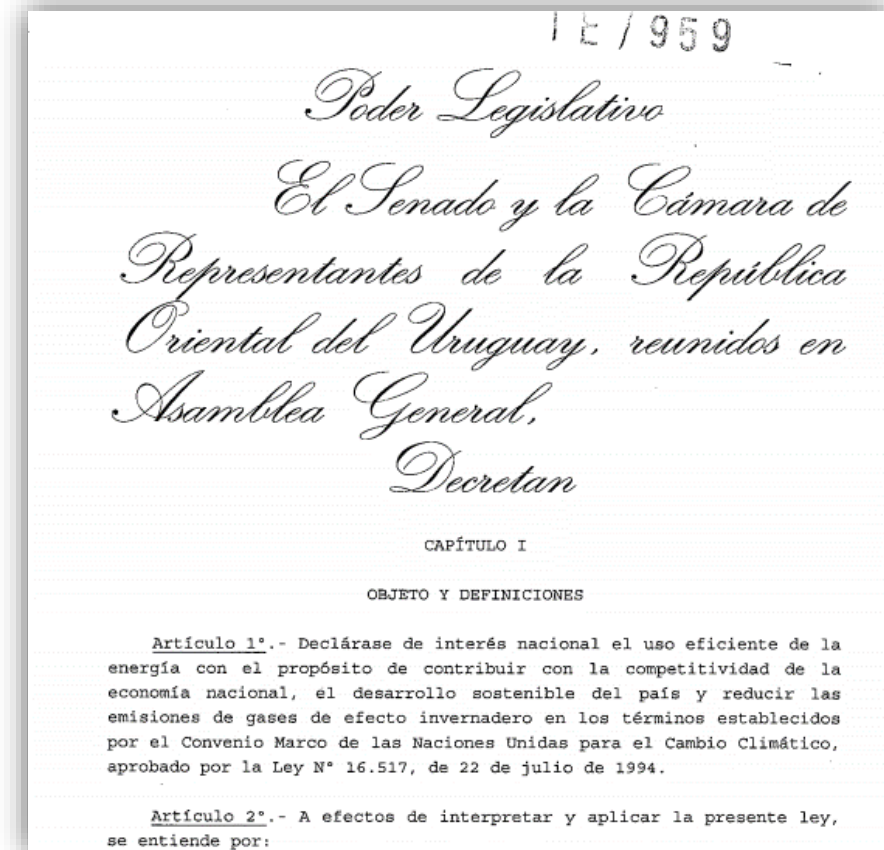 IE/959
Poder Legislativo
El Senado y la Cámara de
Representantes de la República
Oriental del Uruguay, reunidos en
Asamblea General,
Decretan
CAPÍTULO I
OBJETO Y DEFINICIONES
Artículo 1°.- Declárase de interés nacional el uso eficiente de la
energía con el propósito de contribuir con la competitividad de la
economía nacional, el desarrollo sostenible del país y reducir las
emisiones de gases de efecto invernadero en los términos establecidos
por el Convenio Marco de las Naciones Unidas para el Cambio Climático,
aprobado por la Ley N° 16.517, de 22 de julio de 1994.
Artículo 2°.- A efectos de interpretar y aplicar la presente ley,
se entiende por: